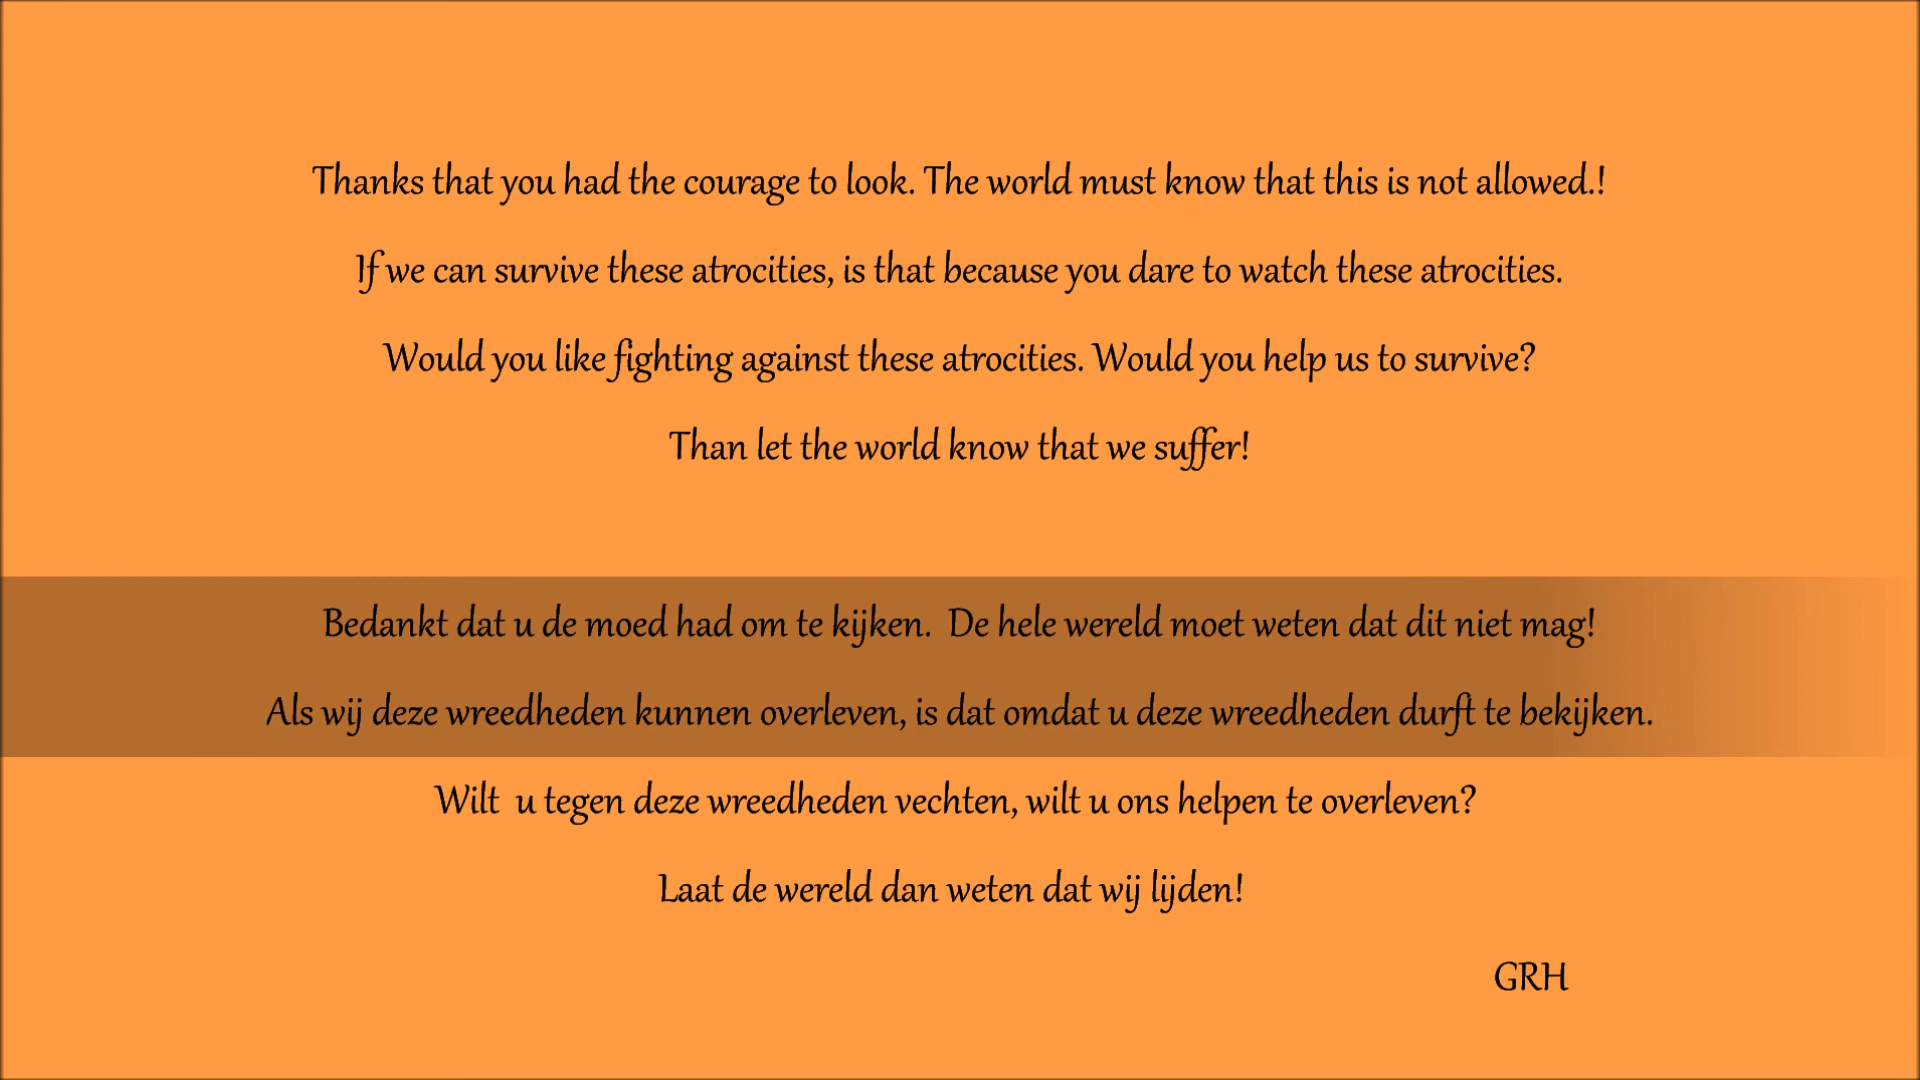 Thanks that you had the courage to look. The world must know that this is not allowed.!
If we can survive these atrocities, is that because you dare to watch these atrocities.
Would you like fighting against these atrocities. Would you help us to survive?
Than let the world know that we suffer!
Bedankt dat u de moed had om te kijken.  De hele wereld moet weten dat dit niet mag!
Als wij deze wreedheden kunnen overleven, is dat omdat u deze wreedheden durft te bekijken.
Wilt  u tegen deze wreedheden vechten, wilt u ons helpen te overleven?
Laat de wereld dan weten dat wij lijden!
GRH